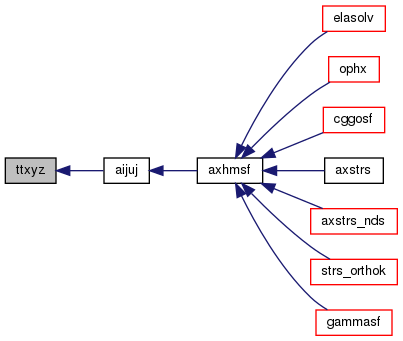 elasolv
ophx
cggosf
ttxyz
aijuj
axhmsf
axstrs
axstrs_nds
strs_orthok
gammasf